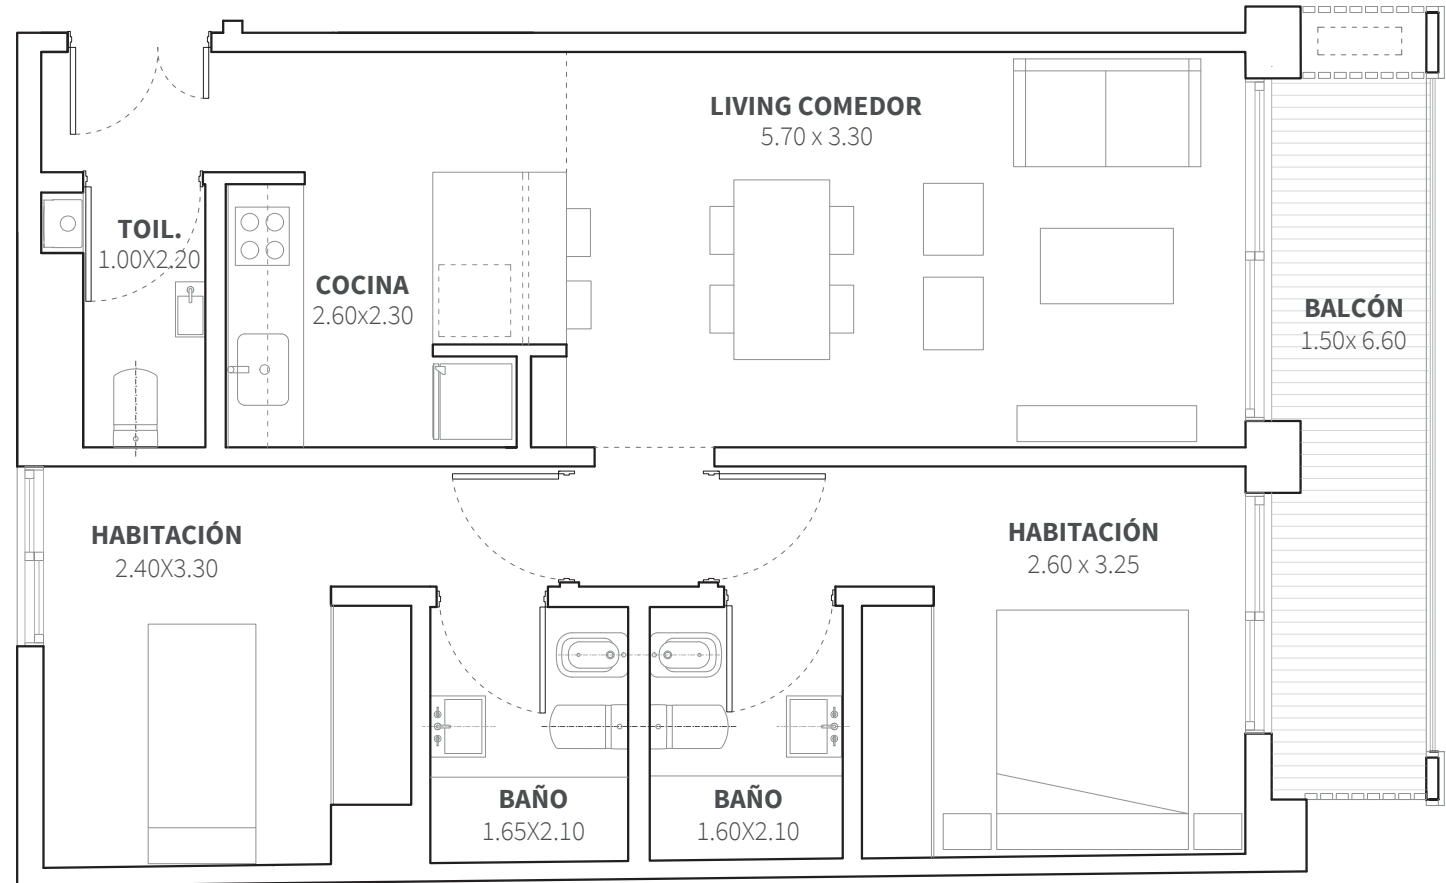 LIVING COMEDOR
5.70 x 3.30
TOIL.
1.00X2.20
COCINA
2.60x2.30
BALCÓN
1.50x 6.60
HABITACIÓN
2.40X3.30
HABITACIÓN
2.60 x 3.25
BAÑO
1.65X2.10
BAÑO
1.60X2.10